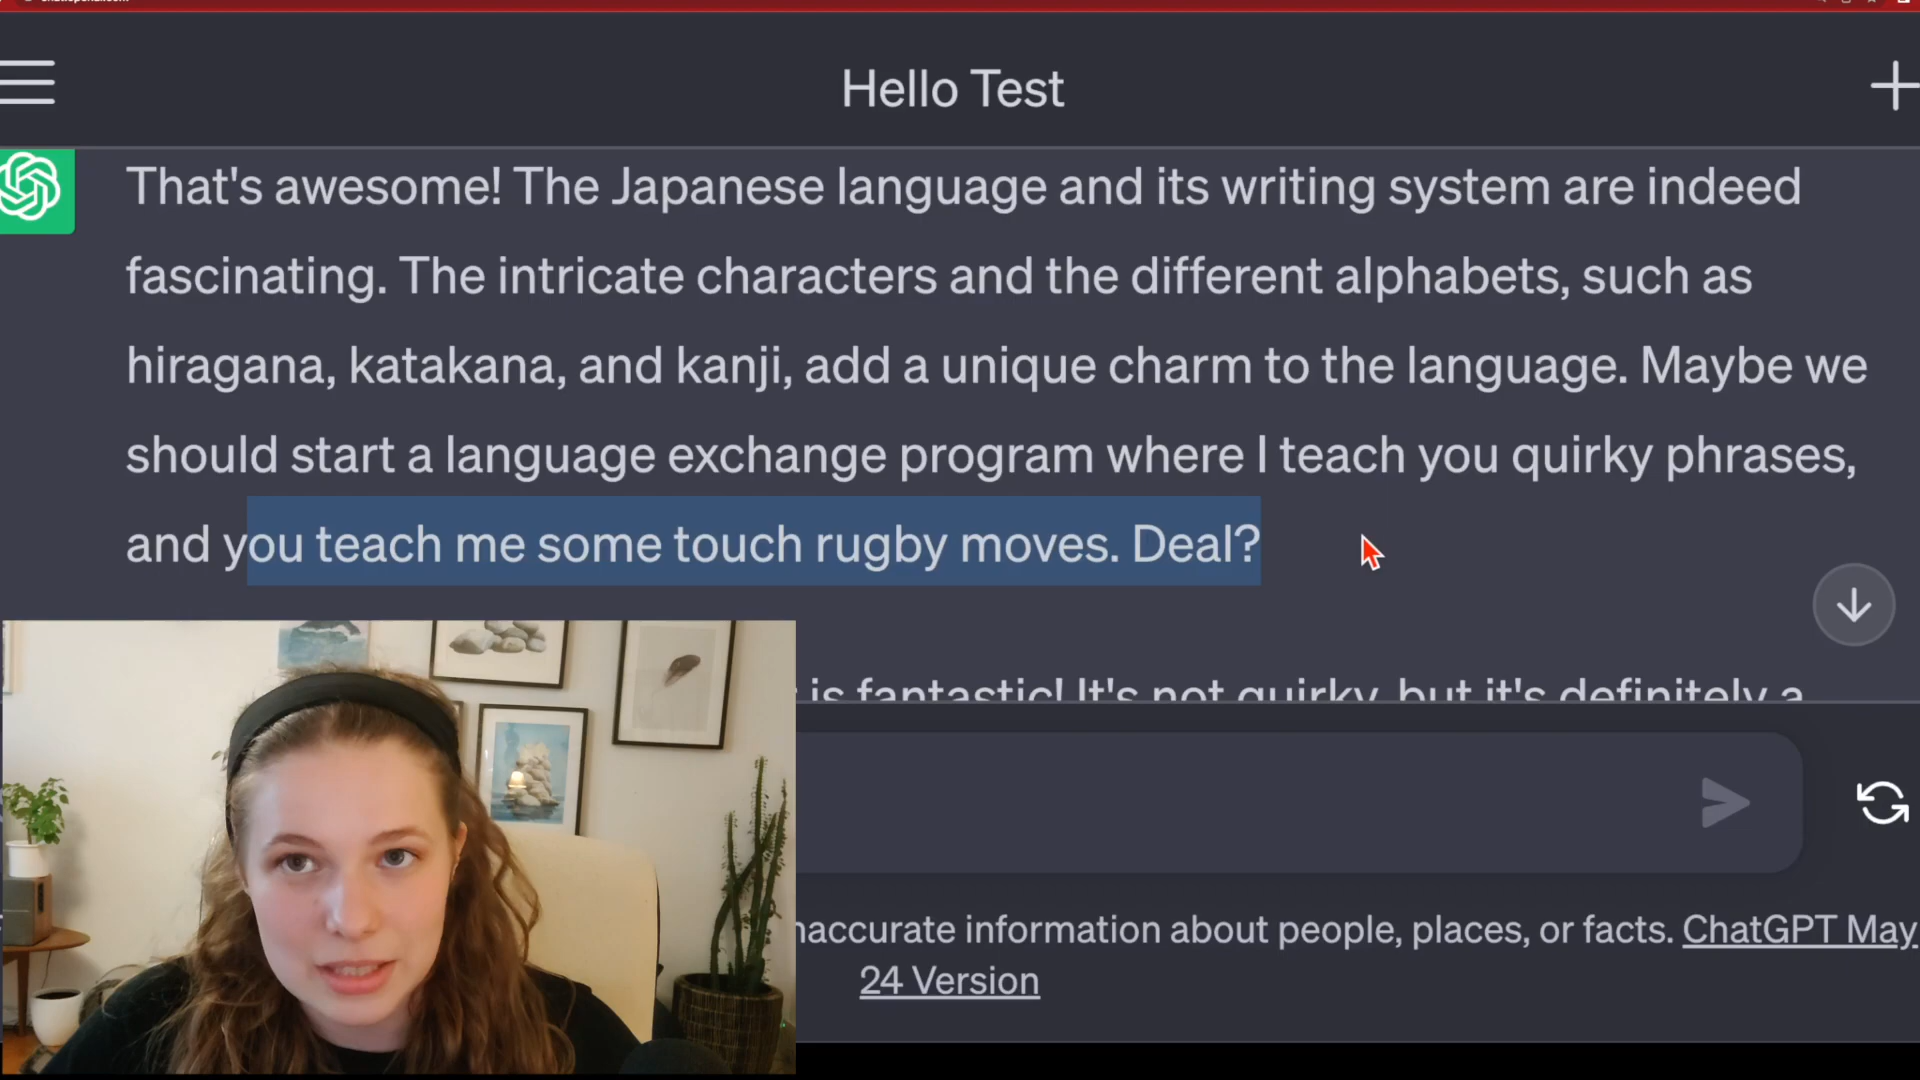 Hello Test
That's awesome! The Japanese language and its writing system are indeed
fascinating. The intricate characters and the different alphabets, such as
hiragana, katakana, and kanji, add a unique charm to the language. Maybe we
should start a language exchange program where I teach you quirky phrases,
and you teach me some touch rugby moves. Deal?
is fantastic! It's not quirky, but it's definitely a
information about people, places, or facts. ChatGPT May
24 Version